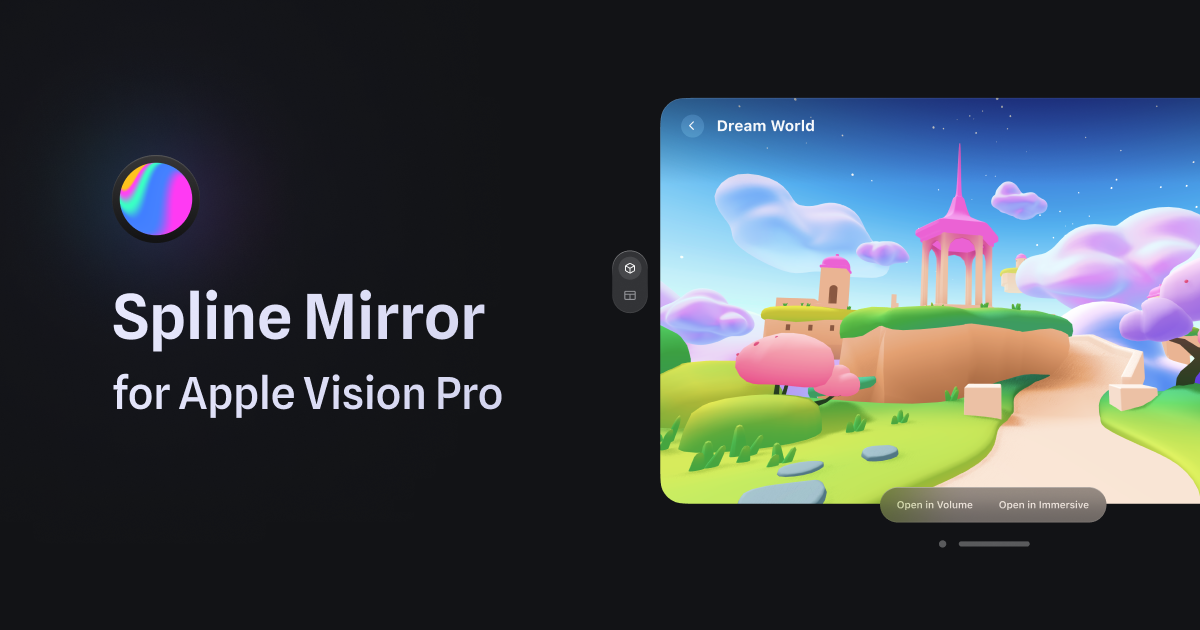 Spline Mirror
for Apple Vision Pro
Dream World
Open in Volume
Open in Immersive